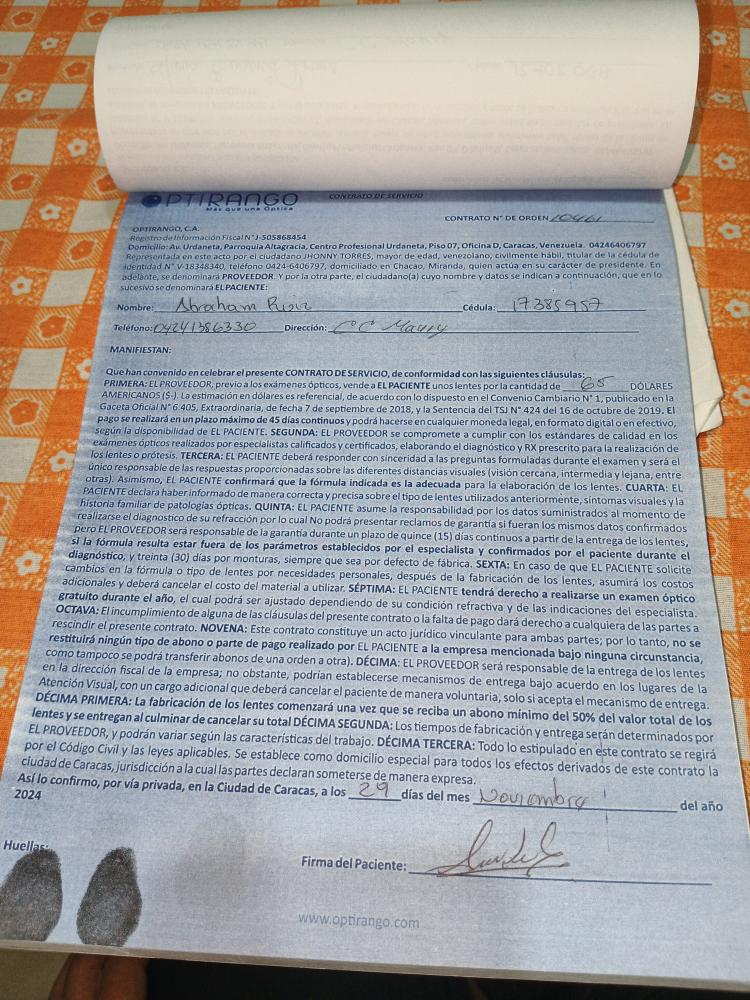 OPTIRANGO
Más que una Óptica
CONTRATO DE SERVICIO
CONTRATO N° DE ORDEN 10461
OPTIRANGO, C.A.
Registro de Información Fiscal N° J-505868454
Domicilio: Av. Urdaneta, Parroquia Altagracia, Centro Profesional Urdaneta, Piso 07, Oficina D, Caracas, Venezuela. 04246406797
Representada en este acto por el ciudadano JHONNY TORRES, mayor de edad, venezolano, civilmente hábil, titular de la cédula de
Identidad N° V-18348340, teléfono 0424-6406797, domiciliado en Chacao, Miranda, quien actúa en su carácter de presidente. En
adelante, se denominará PROVEEDOR. Y por la otra parte, el ciudadano(a) cuyo nombre y datos se indican a continuación, que en lo
sucesivo se denominará EL PACIENTE:
Nombre: Abraham Ruiz Cédula: 17385957
Teléfono: 04241386330 Dirección: CC Maury
MANIFIESTAN:
Que han convenido en celebrar el presente CONTRATO DE SERVICIO, de conformidad con las siguientes cláusulas:
PRIMERA: EL PROVEEDOR, previo a los exámenes ópticos, vende a EL PACIENTE unos lentes por la cantidad de 65 DÓLARES
AMERICANOS ($-). La estimación en dólares es referencial, de acuerdo con lo dispuesto en el Convenio Cambiario N° 1, publicado en la
Gaceta Oficial N° 6.405, Extraordinaria, de fecha 7 de septiembre de 2018, y la Sentencia del TSJ N° 424 del 16 de octubre de 2019. El
pago se realizará en un plazo máximo de 45 días continuos y podrá hacerse en cualquier moneda legal, en formato digital o en efectivo,
según la disponibilidad de EL PACIENTE. SEGUNDA: EL PROVEEDOR se compromete a cumplir con los estándares de calidad en los
exámenes ópticos realizados por especialistas calificados y certificados, elaborando el diagnóstico y RX prescrito para la realización de
los lentes o prótesis. TERCERA: EL PACIENTE deberá responder con sinceridad a las preguntas formuladas durante el examen y será el
único responsable de las respuestas proporcionadas sobre las diferentes distancias visuales (visión cercana, intermedia y lejana, entre
otras). Asimismo, EL PACIENTE confirmará que la fórmula indicada es la adecuada para la elaboración de los lentes. CUARTA: EL
PACIENTE declara haber informado de manera correcta y precisa sobre el tipo de lentes utilizados anteriormente, síntomas visuales y la
historia familiar de patologías ópticas. QUINTA: EL PACIENTE asume la responsabilidad por los datos suministrados al momento de
realizarse el diagnostico de su refracción por lo cual No podrá presentar reclamos de garantía si fueran los mismos datos confirmados
pero EL PROVEEDOR será responsable de la garantía durante un plazo de quince (15) días continuos a partir de la entrega de los lentes,
si la fórmula resulta estar fuera de los parámetros establecidos por el especialista y confirmados por el paciente durante el
diagnóstico, y treinta (30) días por monturas, siempre que sea por defecto de fábrica. SEXTA: En caso de que EL PACIENTE solicite
cambios en la fórmula o tipo de lentes por necesidades personales, después de la fabricación de los lentes, asumirá los costos
adicionales y deberá cancelar el costo del material a utilizar. SÉPTIMA: EL PACIENTE tendrá derecho a realizarse un examen óptico
gratuito durante el año, el cual podrá ser ajustado dependiendo de su condición refractiva y de las indicaciones del especialista.
OCTAVA: El incumplimiento de alguna de las cláusulas del presente contrato o la falta de pago dará derecho a cualquiera de las partes a
rescindir el presente contrato. NOVENA: Este contrato constituye un acto jurídico vinculante para ambas partes; por lo tanto, no se
restituirá ningún tipo de abono o parte de pago realizado por EL PACIENTE a la empresa mencionada bajo ninguna circunstancia,
como tampoco se podrá transferir abonos de una orden a otra). DÉCIMA: EL PROVEEDOR será responsable de la entrega de los lentes
en la dirección fiscal de la empresa; no obstante, podrían establecerse mecanismos de entrega bajo acuerdo en los lugares de la
Atención Visual, con un cargo adicional que deberá cancelar el paciente de manera voluntaria, solo si acepta el mecanismo de entrega.
DÉCIMA PRIMERA: La fabricación de los lentes comenzará una vez que se reciba un abono mínimo del 50% del valor total de los
lentes y se entregan al culminar de cancelar su total DÉCIMA SEGUNDA: Los tiempos de fabricación y entrega serán determinados por
EL PROVEEDOR, y podrán variar según las características del trabajo. DÉCIMA TERCERA: Todo lo estipulado en este contrato se regirá
por el Código Civil y las leyes aplicables. Se establece como domicilio especial para todos los efectos derivados de este contrato la
ciudad de Caracas, jurisdicción a la cual las partes declaran someterse de manera expresa.
Así lo confirmo, por vía privada, en la Ciudad de Caracas, a los 29 días del mes Noviembre del año
2024
Huellas:
Firma del Paciente:
www.optirango.com